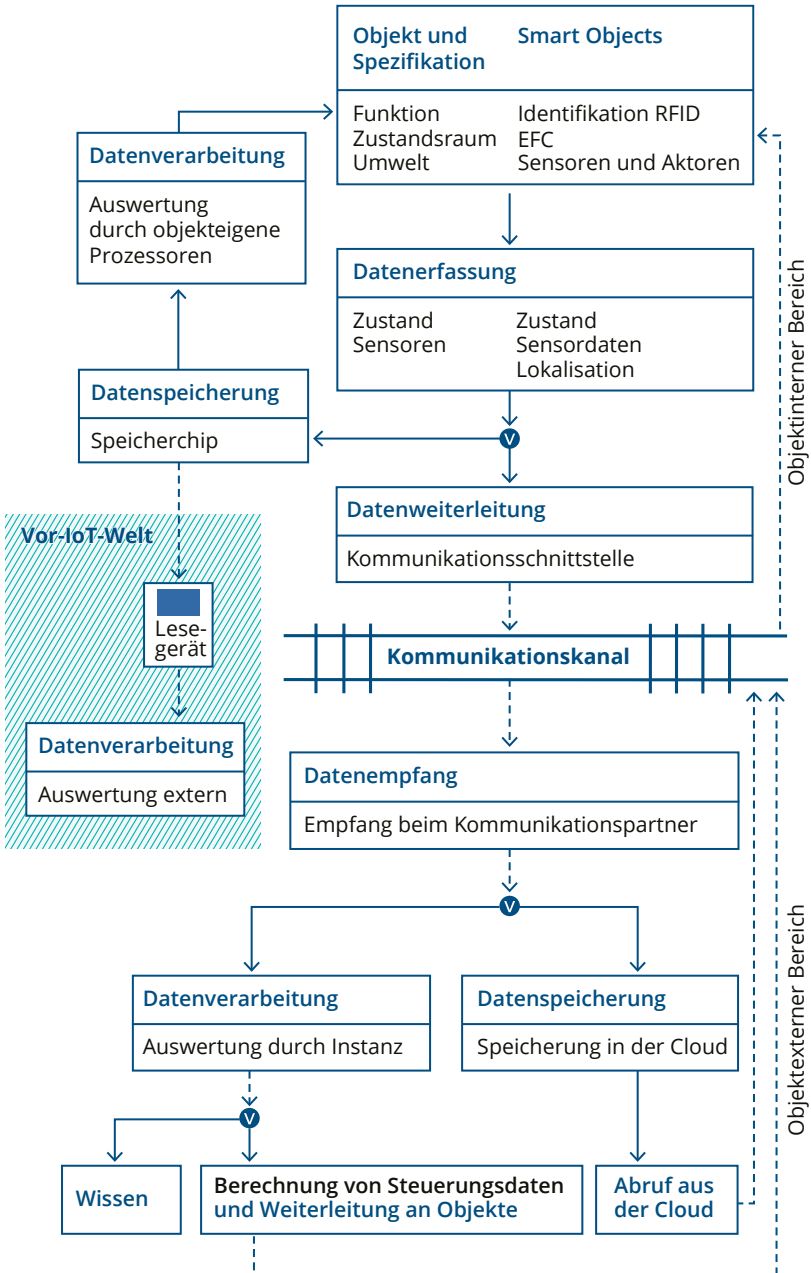 Objekt und
Spezifikation
Smart Objects
Funktion
Zustandsraum
Umwelt
Identifikation RFID
EFC
Sensoren und Aktoren
Datenverarbeitung
Auswertung
durch objekteigene
Prozessoren
Datenerfassung
Zustand
Sensoren
Zustand
Sensordaten
Lokalisation
Objektinterner Bereich
Datenspeicherung
Speicherchip
V
Datenweiterleitung
Kommunikationsschnittstelle
Vor-IoT-Welt
Lese-
gerät
Kommunikationskanal
Datenverarbeitung
Auswertung extern
Datenempfang
Empfang beim Kommunikationspartner
V
Objektexterner Bereich
Datenverarbeitung
Auswertung durch Instanz
Datenspeicherung
Speicherung in der Cloud
V
Wissen
Berechnung von Steuerungsdaten
und Weiterleitung an Objekte
Abruf aus
der Cloud